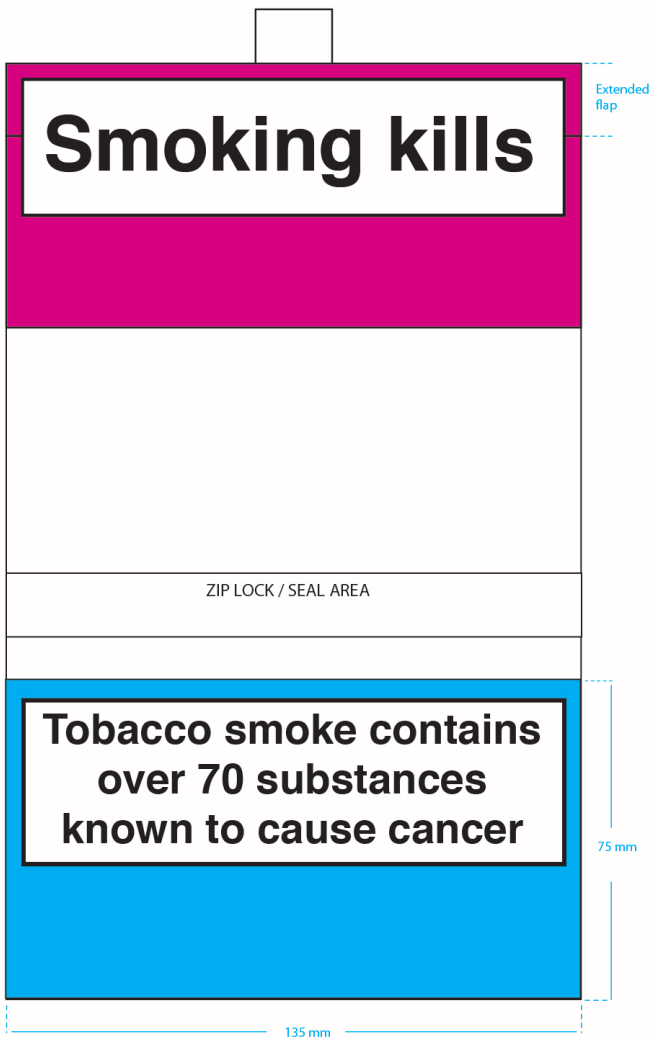 Extended
flap
Smoking kills
ZIP LOCK / SEAL AREA
Tobacco smoke contains
over 70 substances
known to cause cancer
75 mm
135 mm